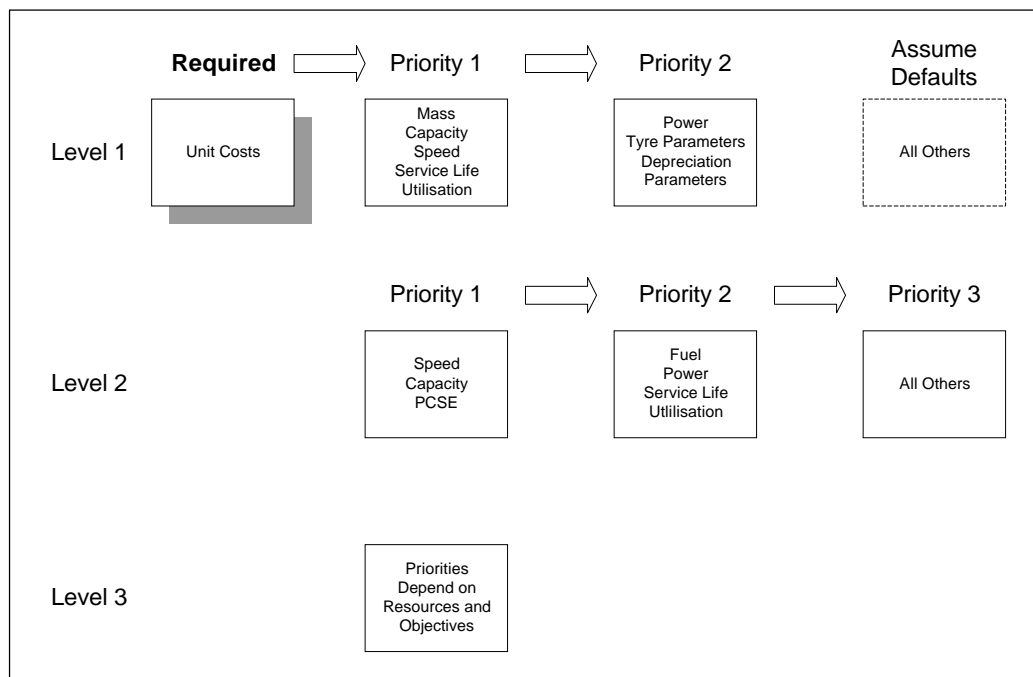 Required
Priority 1
Priority 2
Assume
Defaults
Level 1
Unit Costs
Mass
Capacity
Speed
Service Life
Utilisation
Power
Tyre Parameters
Depreciation
Parameters
All Others
Priority 1
Priority 2
Priority 3
Level 2
Speed
Capacity
PCSE
Fuel
Power
Service Life
Utlilisation
All Others
Level 3
Priorities
Depend on
Resources and
Objectives